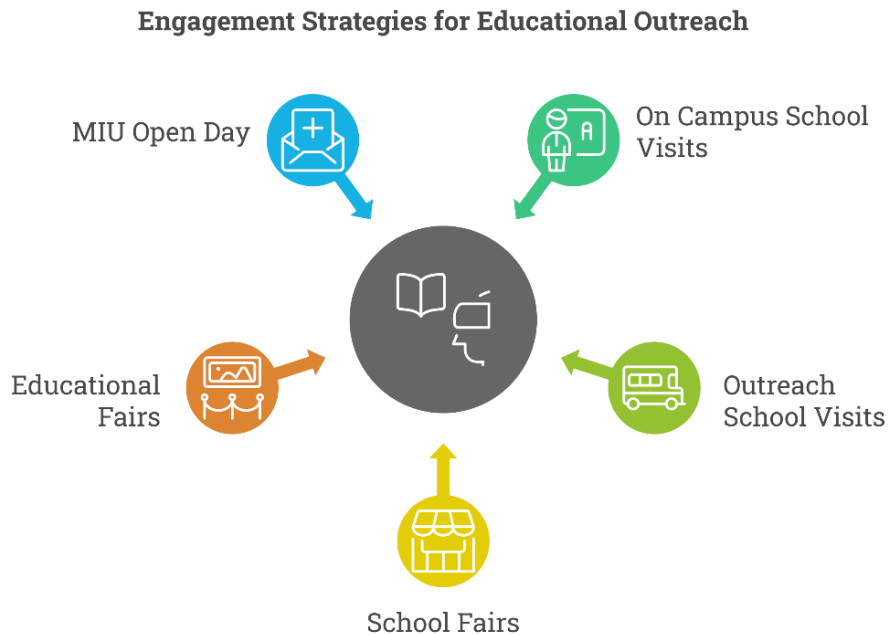 Engagement Strategies for Educational Outreach
MIU Open Day
On Campus School
Visits
A
Educational
Fairs
Outreach
School Visits
School Fairs